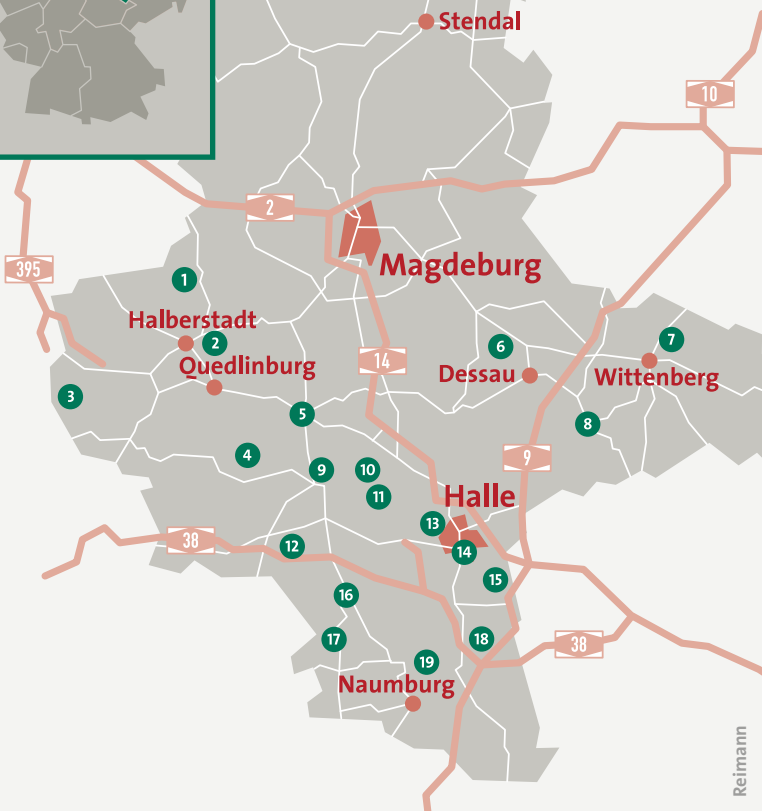 Stendal
10
2
Magdeburg
395
1
Halberstadt
2
Quedlinburg
14
6
7
Dessau
Wittenberg
3
5
8
4
9
10
11
9
Halle
13
38
12
14
15
16
17
18
38
19
Naumburg
Reimann